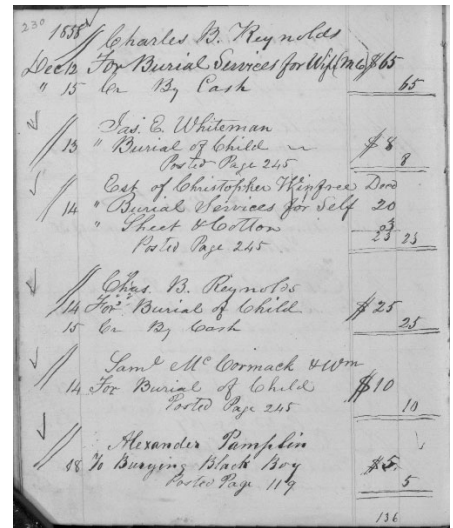 230
1858 Charles B. Reynolds
Dec 12 For Burial Services for Wife (MC) $65
" 15 Cr By Cash 65
Jas. E. Whiteman
13 " Burial of Child $8
Posted Page 245 8
Est of Christopher Winfree Decd
14 " Burial Services for Self 20
" Sheet & Cotton 3
Posted Page 245 23 23
Chas. B. Reynolds
14 For Burial of Child $25
15 Cr By Cash 25
Saml McCormack & Wm
14 For Burial of Child $10
Posted Page 245 10
Alexander Pamplin
18 To Burying Black Boy $5
Posted Page 119 5
136